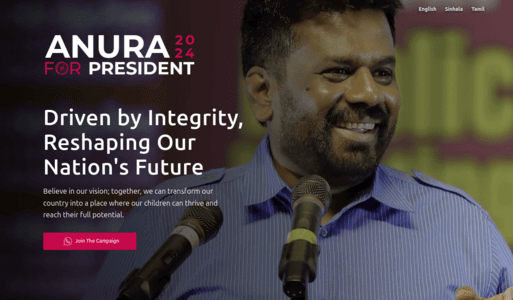 English Sinhala Tamil
ANURA 2024
FOR PRESIDENT
Driven by Integrity,
Reshaping Our
Nation's Future
Believe in our vision; together, we can transform our
country into a place where our children can thrive and
reach their full potential.
Join The Campaign